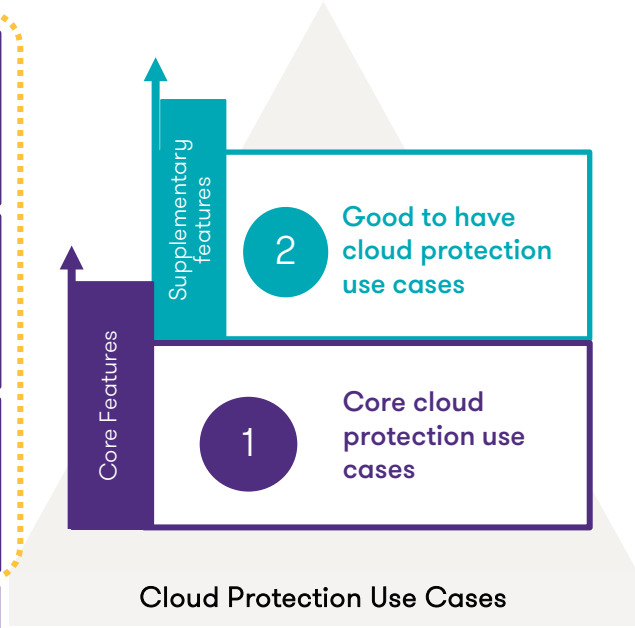 Supplementary
features
2
Good to have
cloud protection
use cases
Core Features
1
Core cloud
protection use
cases
Cloud Protection Use Cases